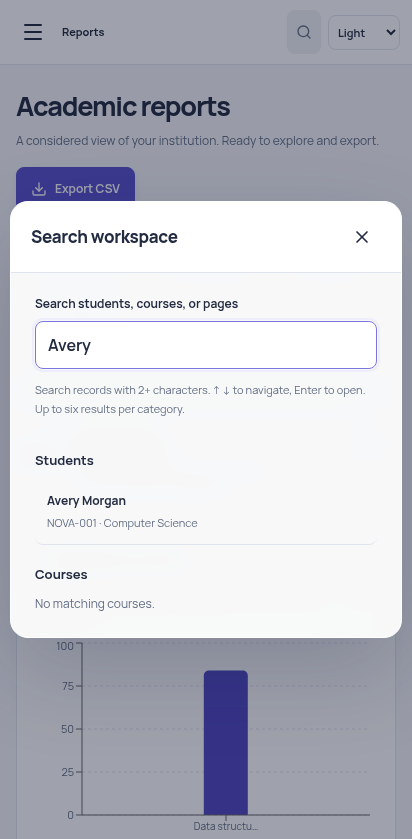 Reports
Light
Academic reports
A considered view of your institution. Ready to explore and export.
Export CSV
Search workspace
Search students, courses, or pages
Avery
Search records with 2+ characters. ↑ ↓ to navigate, Enter to open.
Up to six results per category.
Students
Avery Morgan
NOVA-001 · Computer Science
Courses
No matching courses.
100
75
50
25
0
Data structu...